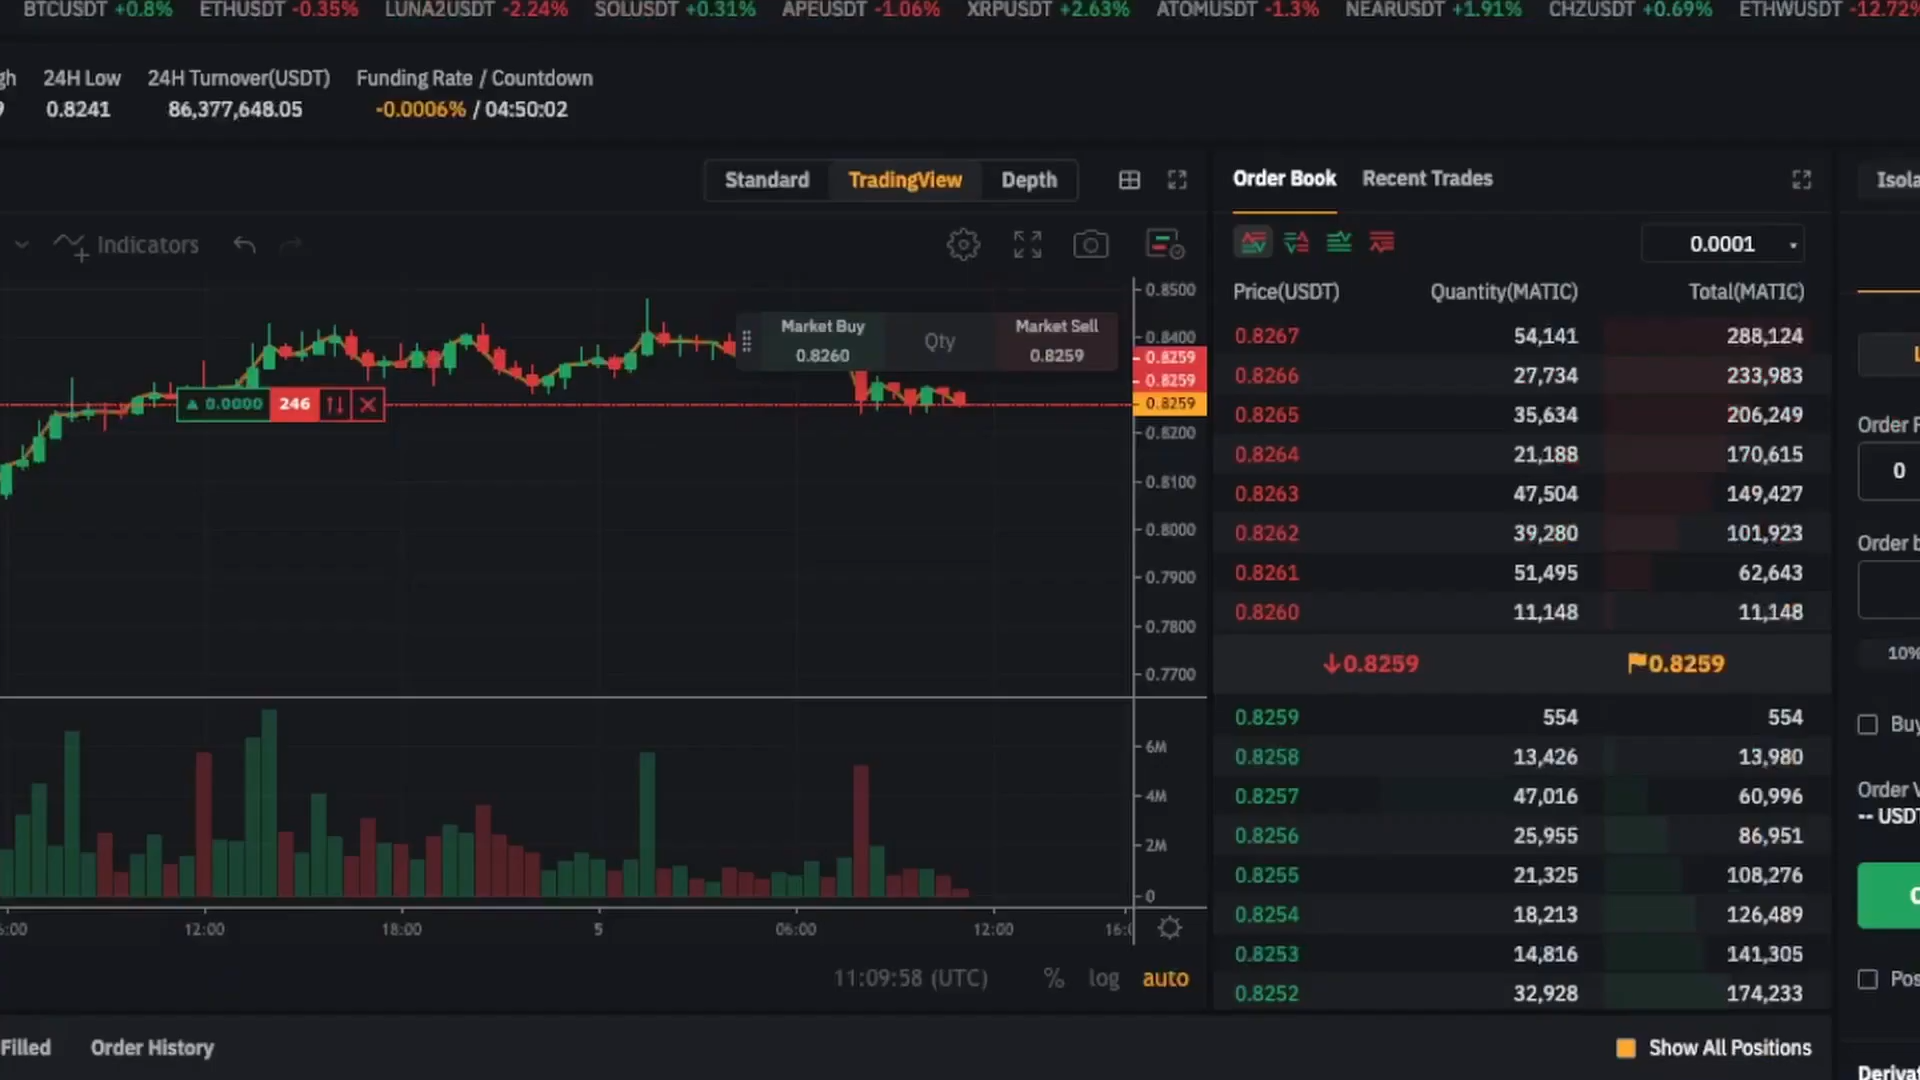 BTCUSDT +0.8% ETHUSDT -0.35% LUNA2USDT -2.24% SOLUSDT +0.31% APEUSDT -1.06% XRPUSDT +2.63% ATOMUSDT -1.3% NEARUSDT +1.91% CHZUSDT +0.69% ETHWUSDT -12.72%
24H Low 24H Turnover(USDT) Funding Rate / Countdown
0.8241 86,377,648.05 -0.0006% / 04:50:02
Standard TradingView Depth
Indicators
0.8500
0.8400
0.8259
0.8259
0.8259
0.8200
0.8100
0.8000
0.7900
0.7800
0.7700
Market Buy Qty Market Sell
0.8260 0.8259
0.0000 246
6M
4M
2M
0
12:00 18:00 5 06:00 12:00
11:09:58 (UTC) % log auto
Filled Order History
Order Book Recent Trades
0.0001
Price(USDT) Quantity(MATIC) Total(MATIC)
0.8267 54,141 288,124
0.8266 27,734 233,983
0.8265 35,634 206,249
0.8264 21,188 170,615
0.8263 47,504 149,427
0.8262 39,280 101,923
0.8261 51,495 62,643
0.8260 11,148 11,148
0.8259 0.8259
0.8259 554 554
0.8258 13,426 13,980
0.8257 47,016 60,996
0.8256 25,955 86,951
0.8255 21,325 108,276
0.8254 18,213 126,489
0.8253 14,816 141,305
0.8252 32,928 174,233
Show All Positions
Order
0
Order
10%
Buy
Order
-- USDT